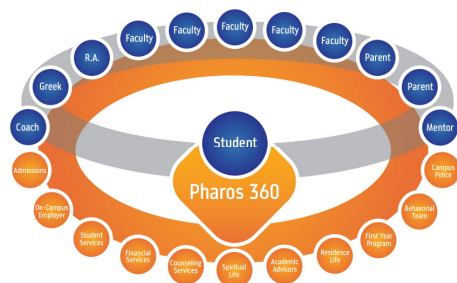 Faculty
Faculty
Faculty
Faculty
Faculty
R.A.
Parent
Greek
Parent
Coach
Mentor
Student
Pharos 360
Admissions
Campus
Police
On-Campus
Employer
Behavorial
Team
Student
Services
First Year
Program
Financial
Services
Residence
Life
Counseling
Services
Spiritual
Life
Academic
Advisors